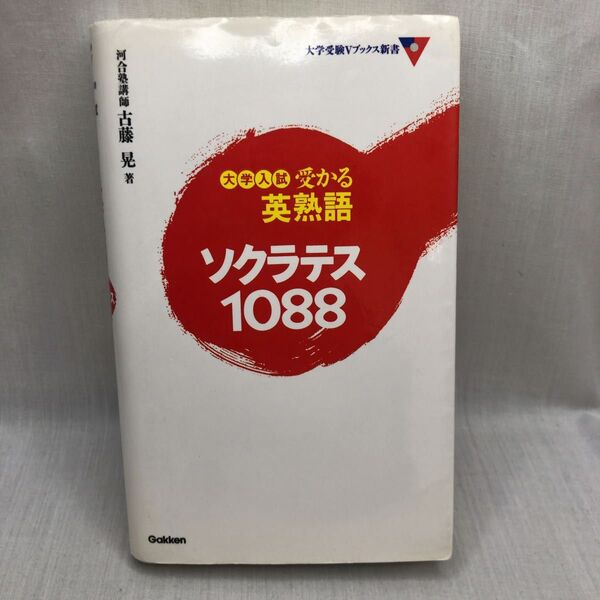 大学受験Vブックス新書
河合塾講師 古藤 晃 著
大学入試 受かる
英熟語
ソクラテス
1088
Gakken